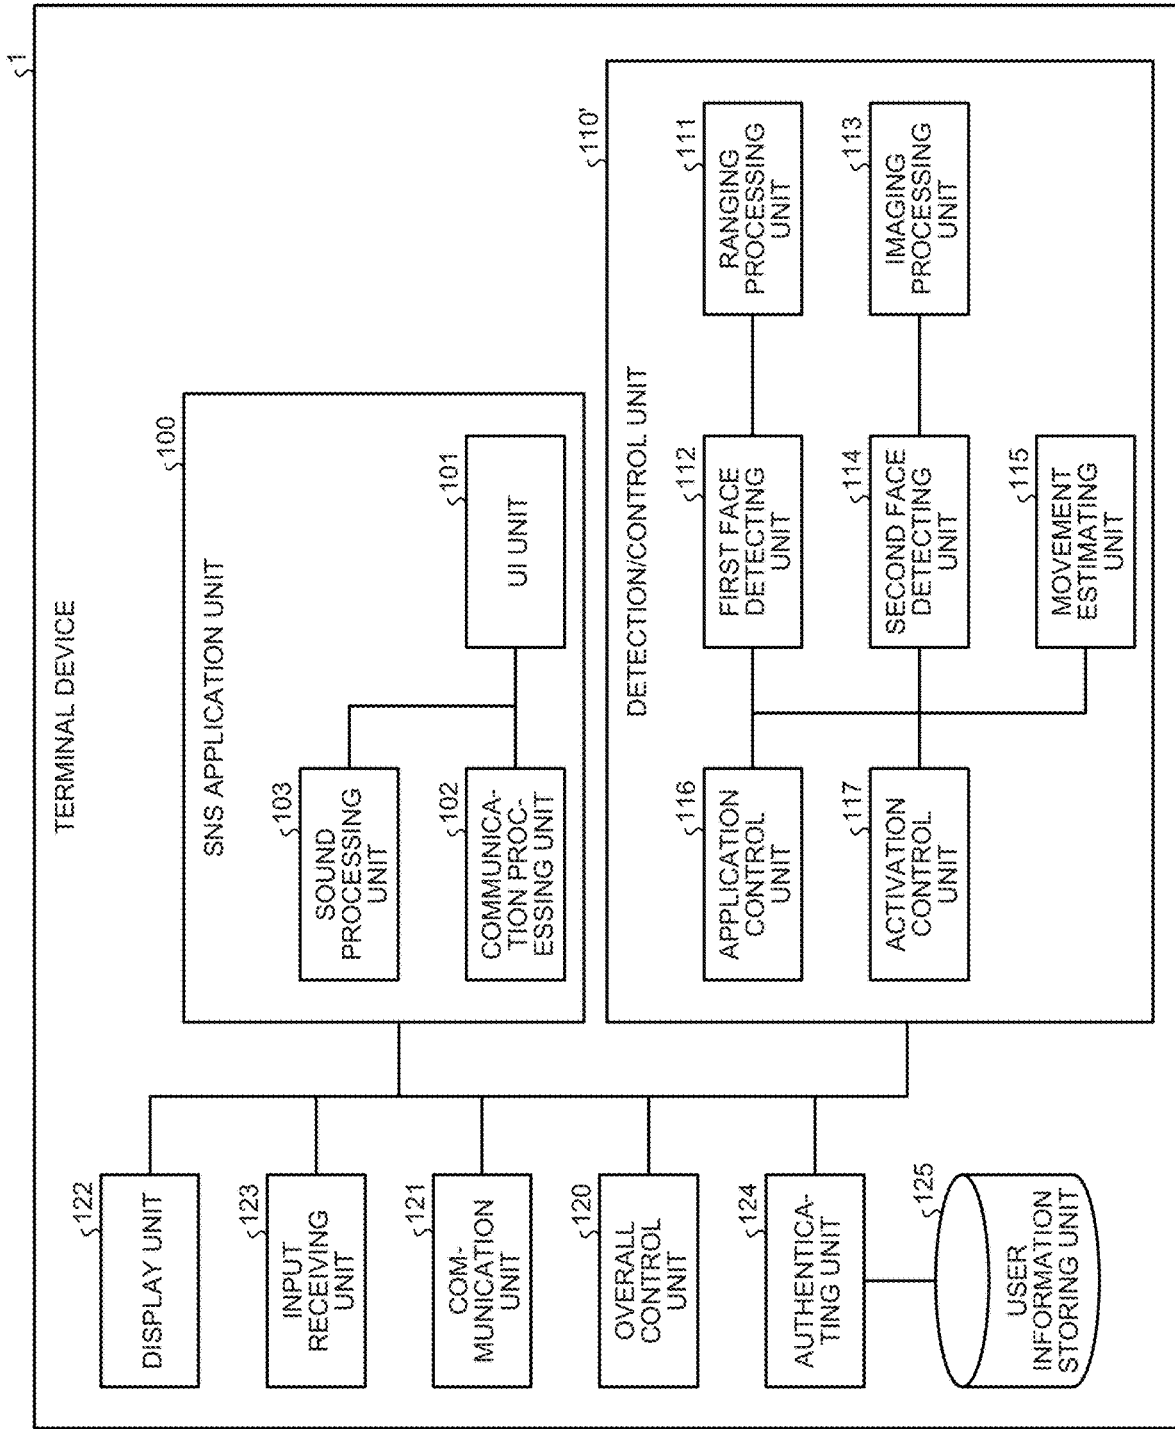 1
TERMINAL DEVICE
122
DISPLAY UNIT
123
INPUT
RECEIVING
UNIT
121
COM-
MUNICATION
UNIT
120
OVERALL
CONTROL
UNIT
124
AUTHENTICA-
TING UNIT
125
USER
INFORMATION
STORING UNIT
100
SNS APPLICATION UNIT
103
SOUND
PROCESSING
UNIT
102
COMMUNICA-
TION PROC-
ESSING UNIT
101
UI UNIT
110'
DETECTION/CONTROL UNIT
116
APPLICATION
CONTROL
UNIT
117
ACTIVATION
CONTROL
UNIT
112
FIRST FACE
DETECTING
UNIT
114
SECOND FACE
DETECTING
UNIT
115
MOVEMENT
ESTIMATING
UNIT
111
RANGING
PROCESSING
UNIT
113
IMAGING
PROCESSING
UNIT